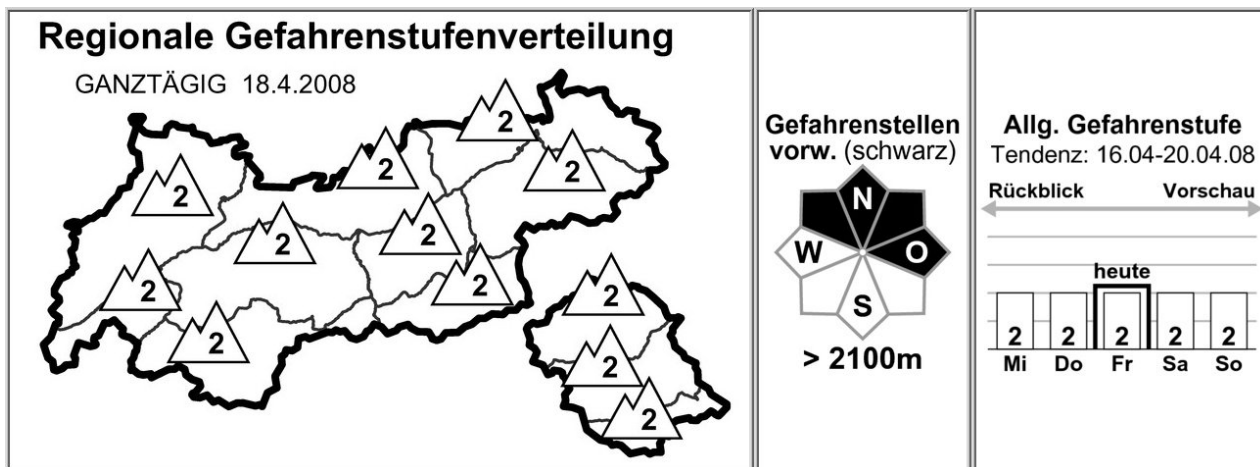 Regionale Gefahrenstufenverteilung
GANZTÄGIG 18.4.2008
2
2
2
2
2
2
2
2
2
2
2
2
2
Gefahrenstellen
vorw. (schwarz)
N
W O
S
> 2100m
Allg. Gefahrenstufe
Tendenz: 16.04-20.04.08
Rückblick Vorschau
heute
2 2 2 2 2
Mi Do Fr Sa So